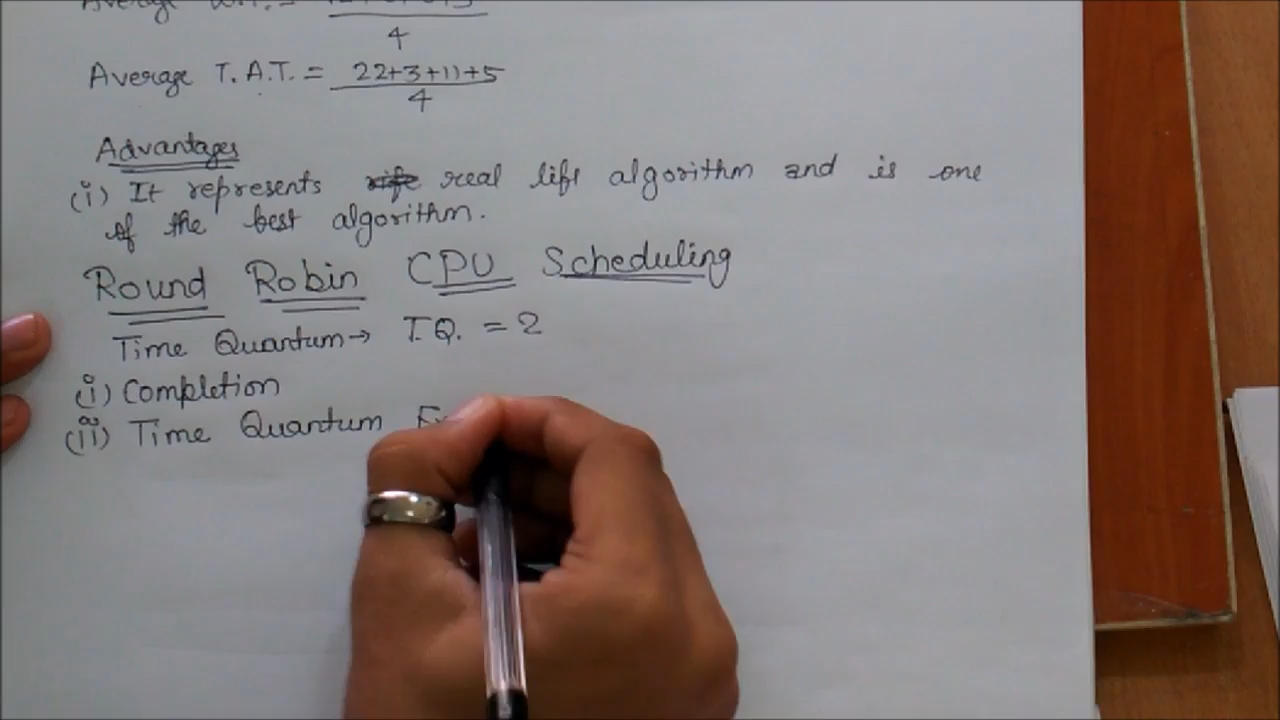 Average
4
Average T.A.T. = 22+3+11+5
4
Advantages
(i) It represents real life algorithm and is one
of the best algorithm.
Round Robin CPU Scheduling
Time Quantum→ T.Q. = 2
(i) Completion
(ii) Time Quantum